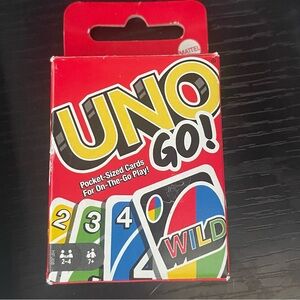 MATTEL
UNO
GO!
Pocket-Sized Cards
For On-The-Go Play!
2 3 4
WILD
2-4 7+